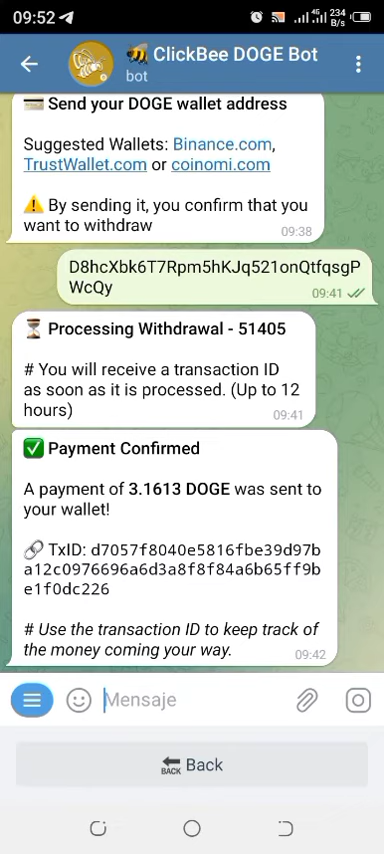 09:52
4G
234 B/s
ClickBee DOGE Bot
bot
Send your DOGE wallet address
Suggested Wallets: Binance.com,
TrustWallet.com or coinomi.com
By sending it, you confirm that you
want to withdraw
09:38
D8hcXbk6T7Rpm5hKJq521onQtfqsgP
WcQy
09:41
Processing Withdrawal - 51405
# You will receive a transaction ID
as soon as it is processed. (Up to 12
hours)
09:41
Payment Confirmed
A payment of 3.1613 DOGE was sent to
your wallet!
TxID: d7057f8040e5816fbe39d97b
a12c0976696a6d3a8f8f84a6b65ff9b
e1f0dc226
# Use the transaction ID to keep track of
the money coming your way.
09:42
Mensaje
BACK Back